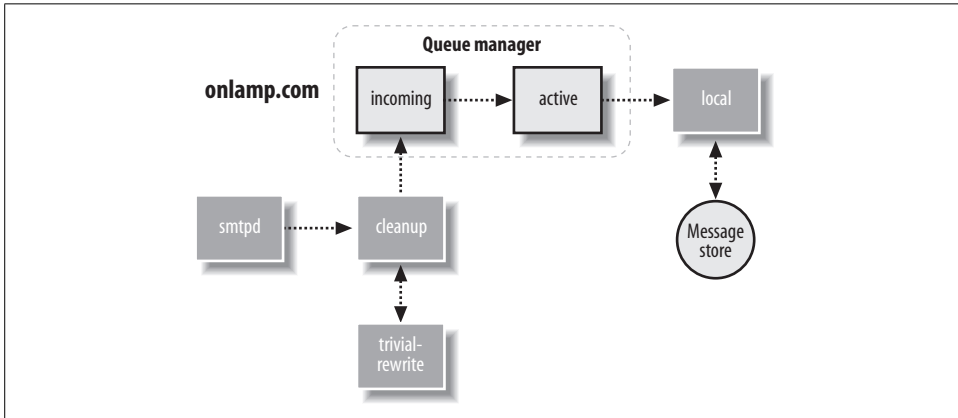 Queue manager
onlamp.com
incoming
active
local
smtpd
cleanup
Message
store
trivial-
rewrite